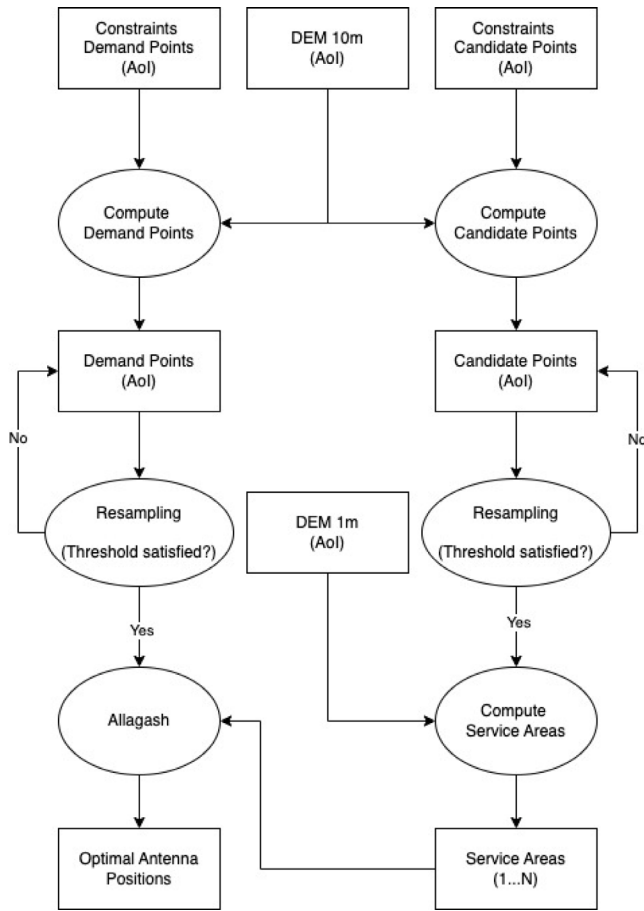 Constraints
Demand Points
(AoI)
DEM 10m
(AoI)
Constraints
Candidate Points
(AoI)
Compute
Demand Points
Compute
Candidate Points
Demand Points
(AoI)
Candidate Points
(AoI)
No
No
Resampling
(Threshold satisfied?)
DEM 1m
(AoI)
Resampling
(Threshold satisfied?)
Yes
Yes
Allagash
Compute
Service Areas
Optimal Antenna
Positions
Service Areas
(1...N)